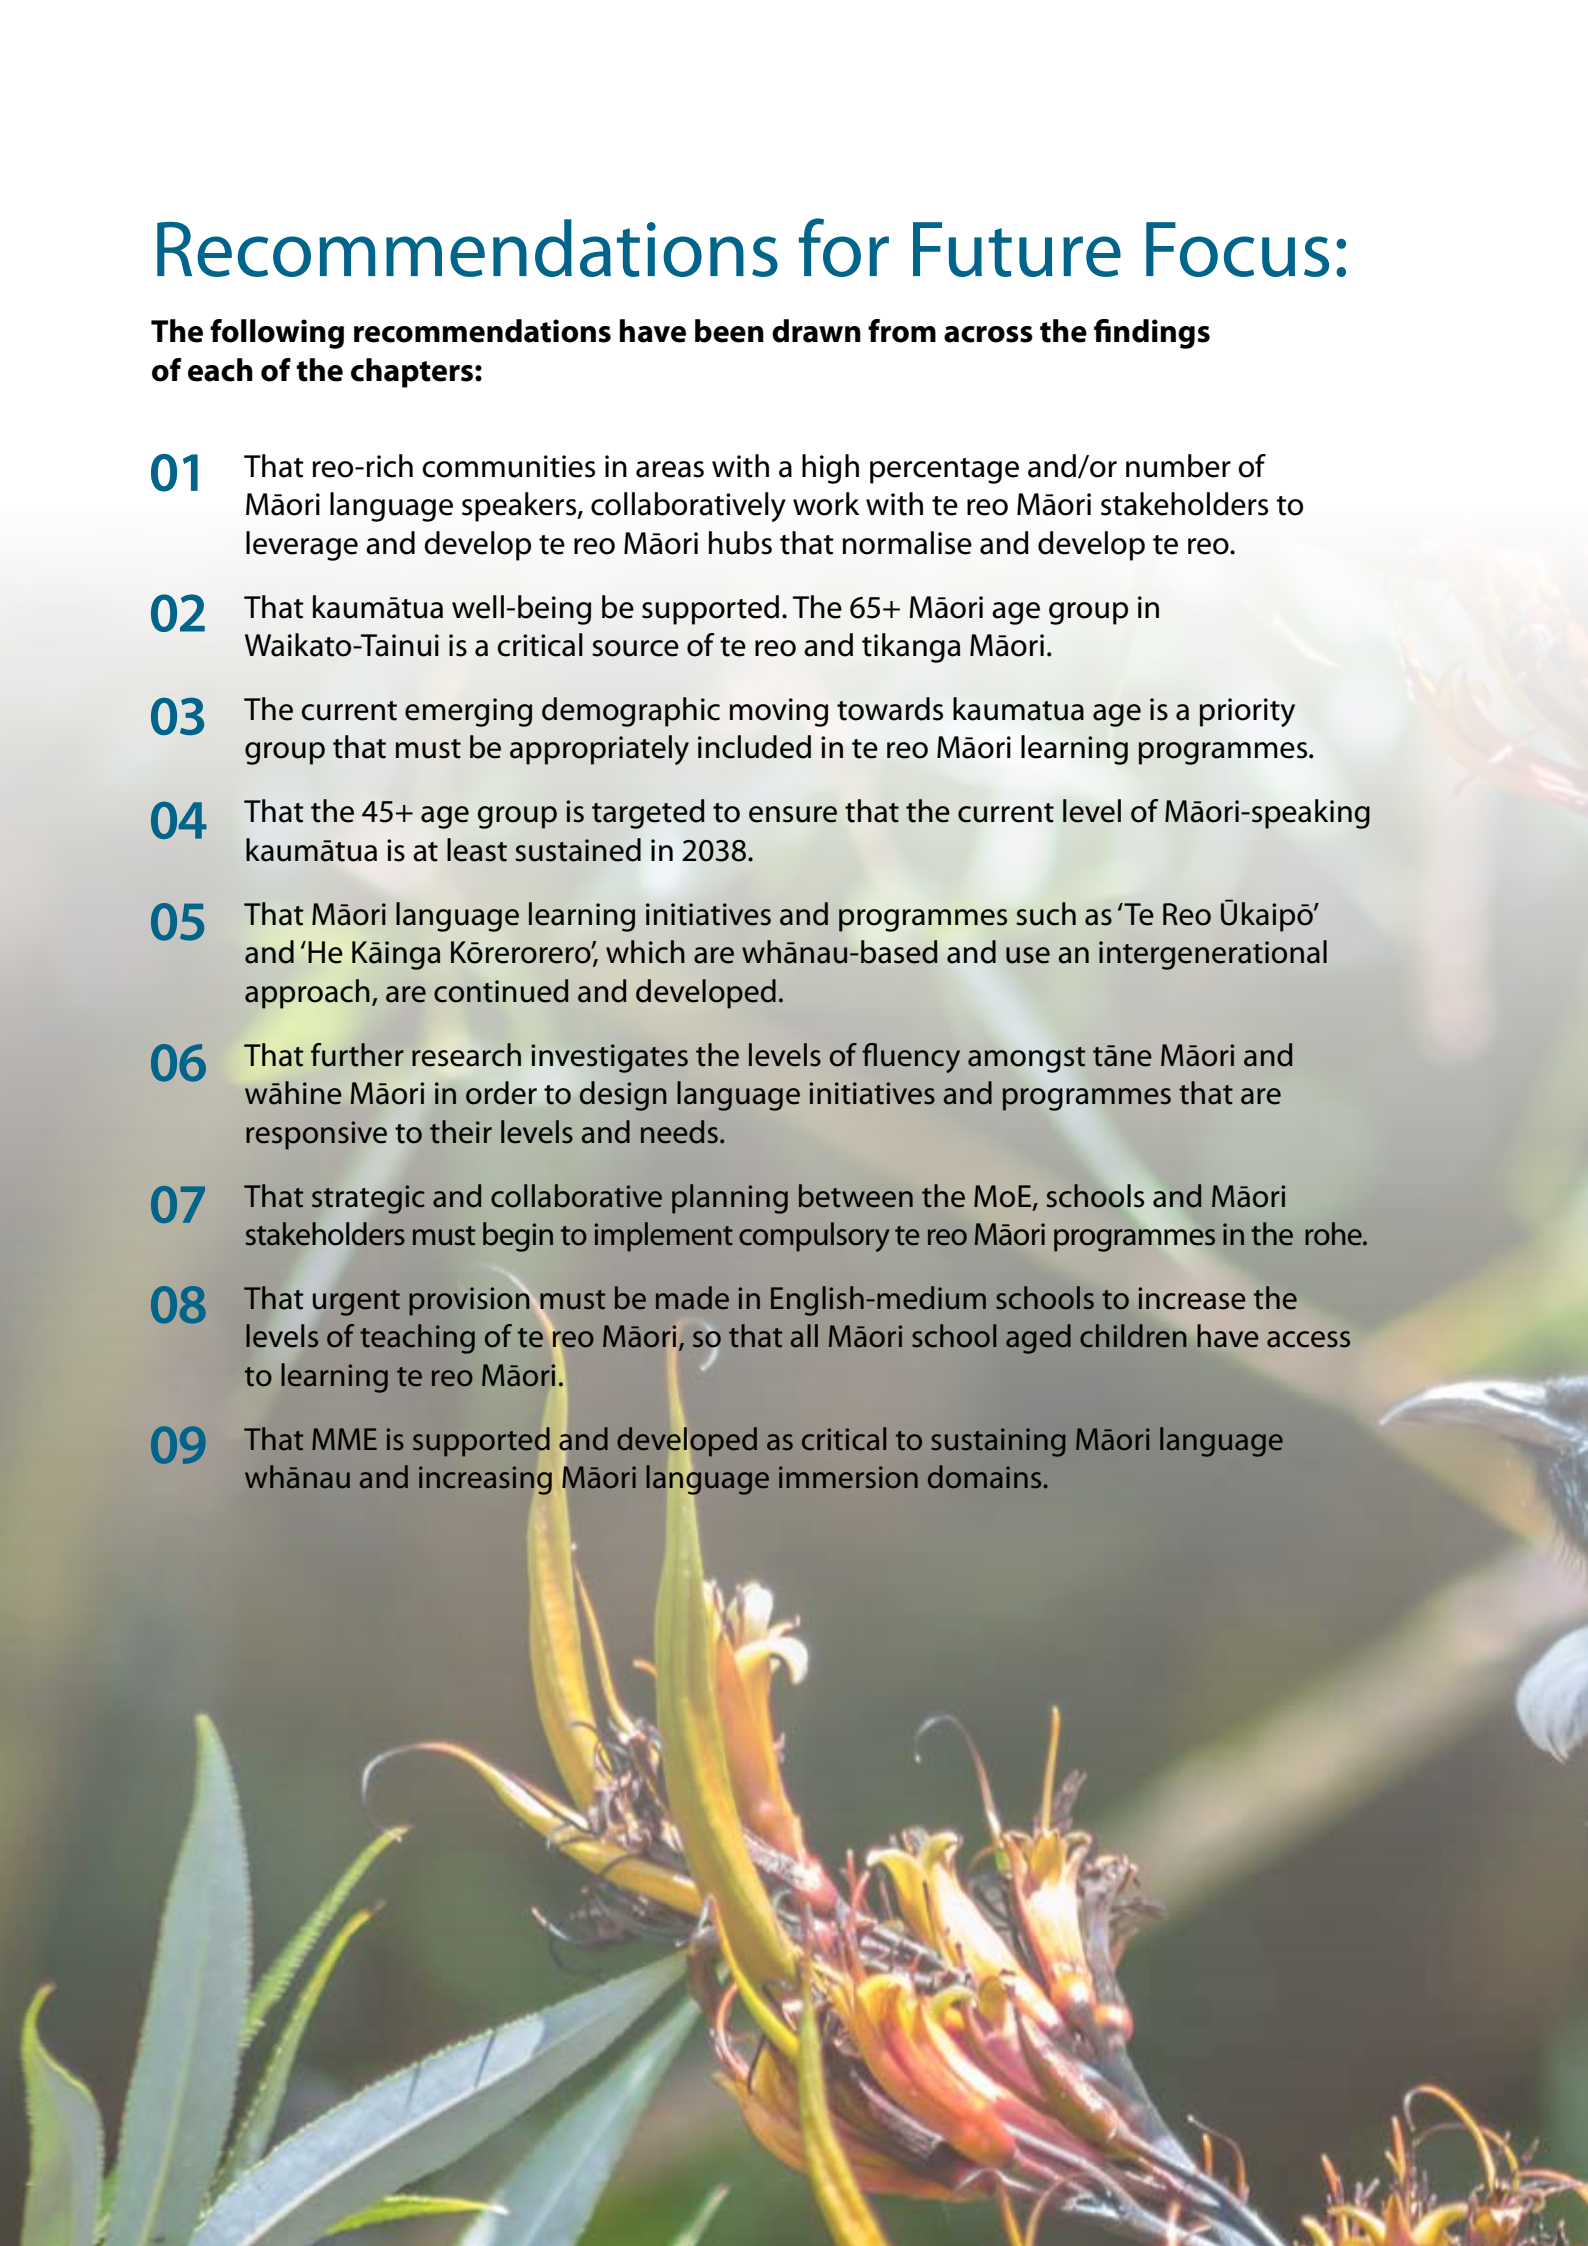 Recommendations for Future Focus:
The following recommendations have been drawn from across the findings
of each of the chapters:
01 That reo-rich communities in areas with a high percentage and/or number of
Māori language speakers, collaboratively work with te reo Māori stakeholders to
leverage and develop te reo Māori hubs that normalise and develop te reo.
02 That kaumātua well-being be supported. The 65+ Māori age group in
Waikato-Tainui is a critical source of te reo and tikanga Māori.
03 The current emerging demographic moving towards kaumatua age is a priority
group that must be appropriately included in te reo Māori learning programmes.
04 That the 45+ age group is targeted to ensure that the current level of Māori-speaking
kaumātua is at least sustained in 2038.
05 That Māori language learning initiatives and programmes such as ‘Te Reo Ūkaipō’
and ‘He Kāinga Kōrerorero’, which are whānau-based and use an intergenerational
approach, are continued and developed.
06 That further research investigates the levels of fluency amongst tāne Māori and
wāhine Māori in order to design language initiatives and programmes that are
responsive to their levels and needs.
07 That strategic and collaborative planning between the MoE, schools and Māori
stakeholders must begin to implement compulsory te reo Māori programmes in the rohe.
08 That urgent provision must be made in English-medium schools to increase the
levels of teaching of te reo Māori, so that all Māori school aged children have access
to learning te reo Māori.
09 That MME is supported and developed as critical to sustaining Māori language
whānau and increasing Māori language immersion domains.